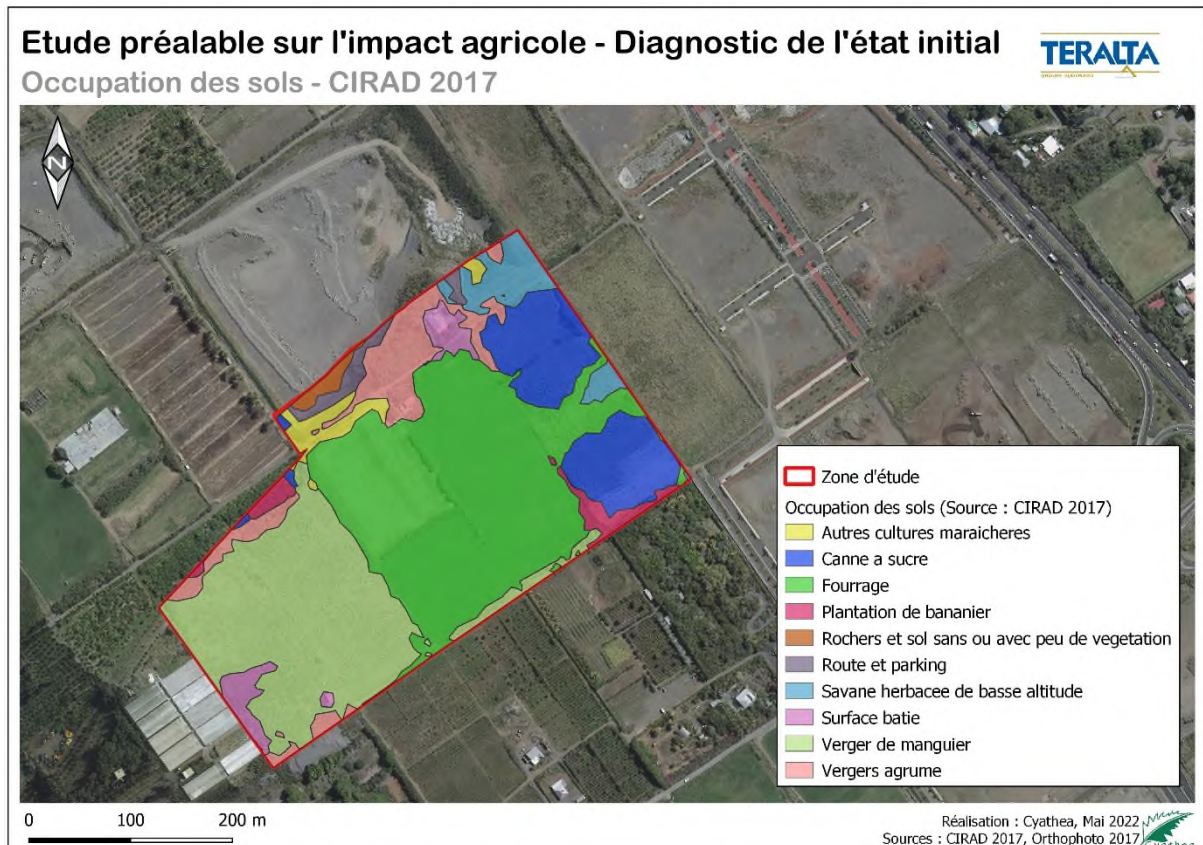 Etude préalable sur l'impact agricole - Diagnostic de l'état initial
Occupation des sols - CIRAD 2017
TERALTA
N
Zone d'étude
Occupation des sols (Source : CIRAD 2017)
Autres cultures maraicheres
Canne a sucre
Fourrage
Plantation de bananier
Rochers et sol sans ou avec peu de vegetation
Route et parking
Savane herbacee de basse altitude
Surface batie
Verger de manguier
Vergers agrume
0 100 200 m
Réalisation : Cyathea, Mai 2022
Sources : CIRAD 2017, Orthophoto 2017
Cyathea